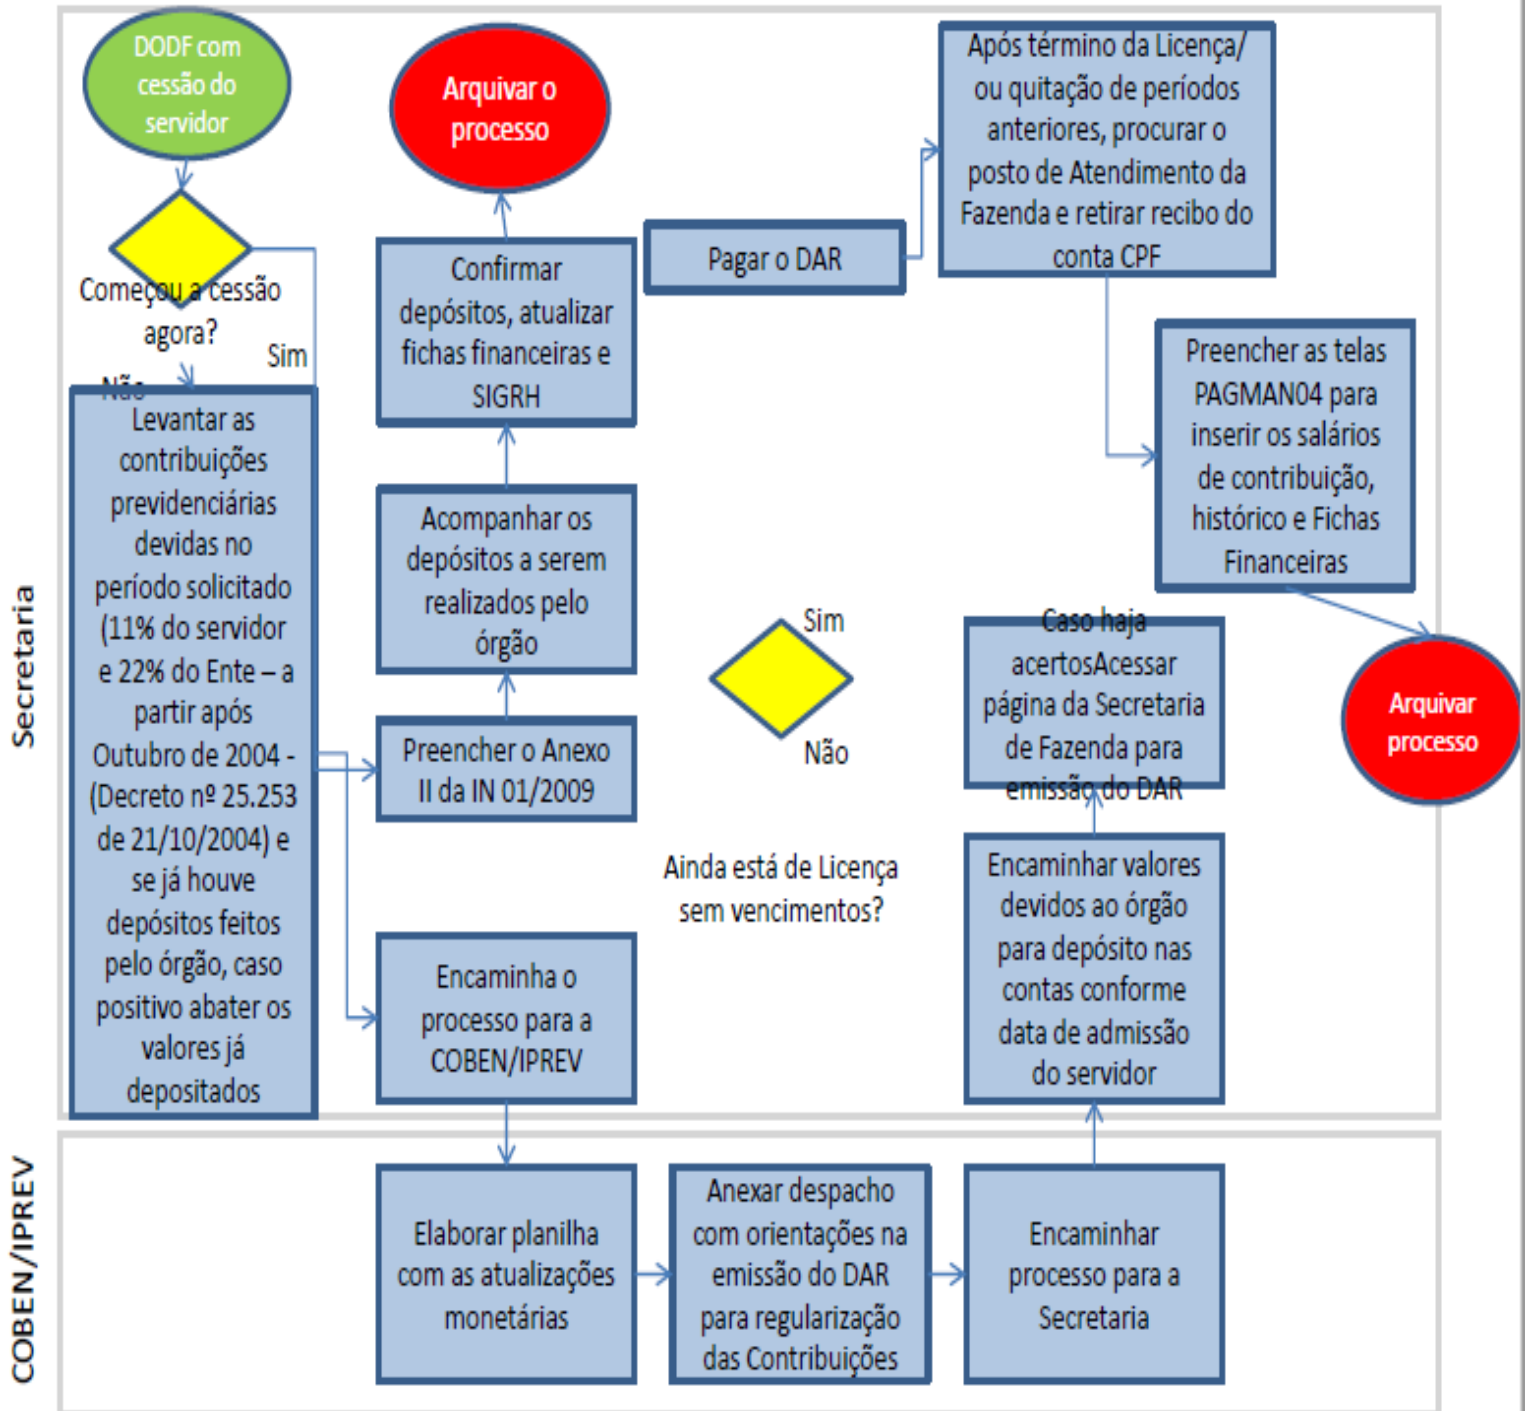 DODF com
cessão do
servidor
Começou a cessão
agora?
Sim
Não
Levantar as
contribuições
previdenciárias
devidas no
período solicitado
(11% do servidor
e 22% do Ente – a
partir após
Outubro de 2004 -
(Decreto nº 25.253
de 21/10/2004) e
se já houve
depósitos feitos
pelo órgão, caso
positivo abater os
valores já
depositados
Arquivar o
processo
Confirmar
depósitos, atualizar
fichas financeiras e
SIGRH
Acompanhar os
depósitos a serem
realizados pelo
órgão
Preencher o Anexo
II da IN 01/2009
Encaminha o
processo para a
COBEN/IPREV
Pagar o DAR
Após término da Licença/
ou quitação de períodos
anteriores, procurar o
posto de Atendimento da
Fazenda e retirar recibo do
conta CPF
Preencher as telas
PAGMAN04 para
inserir os salários
de contribuição,
histórico e Fichas
Financeiras
Arquivar
processo
Sim
Não
Ainda está de Licença
sem vencimentos?
Caso haja
acertosAcessar
página da Secretaria
de Fazenda para
emissão do DAR
Encaminhar valores
devidos ao órgão
para depósito nas
contas conforme
data de admissão
do servidor
Secretaria
COBEN/IPREV
Elaborar planilha
com as atualizações
monetárias
Anexar despacho
com orientações na
emissão do DAR
para regularização
das Contribuições
Encaminhar
processo para a
Secretaria